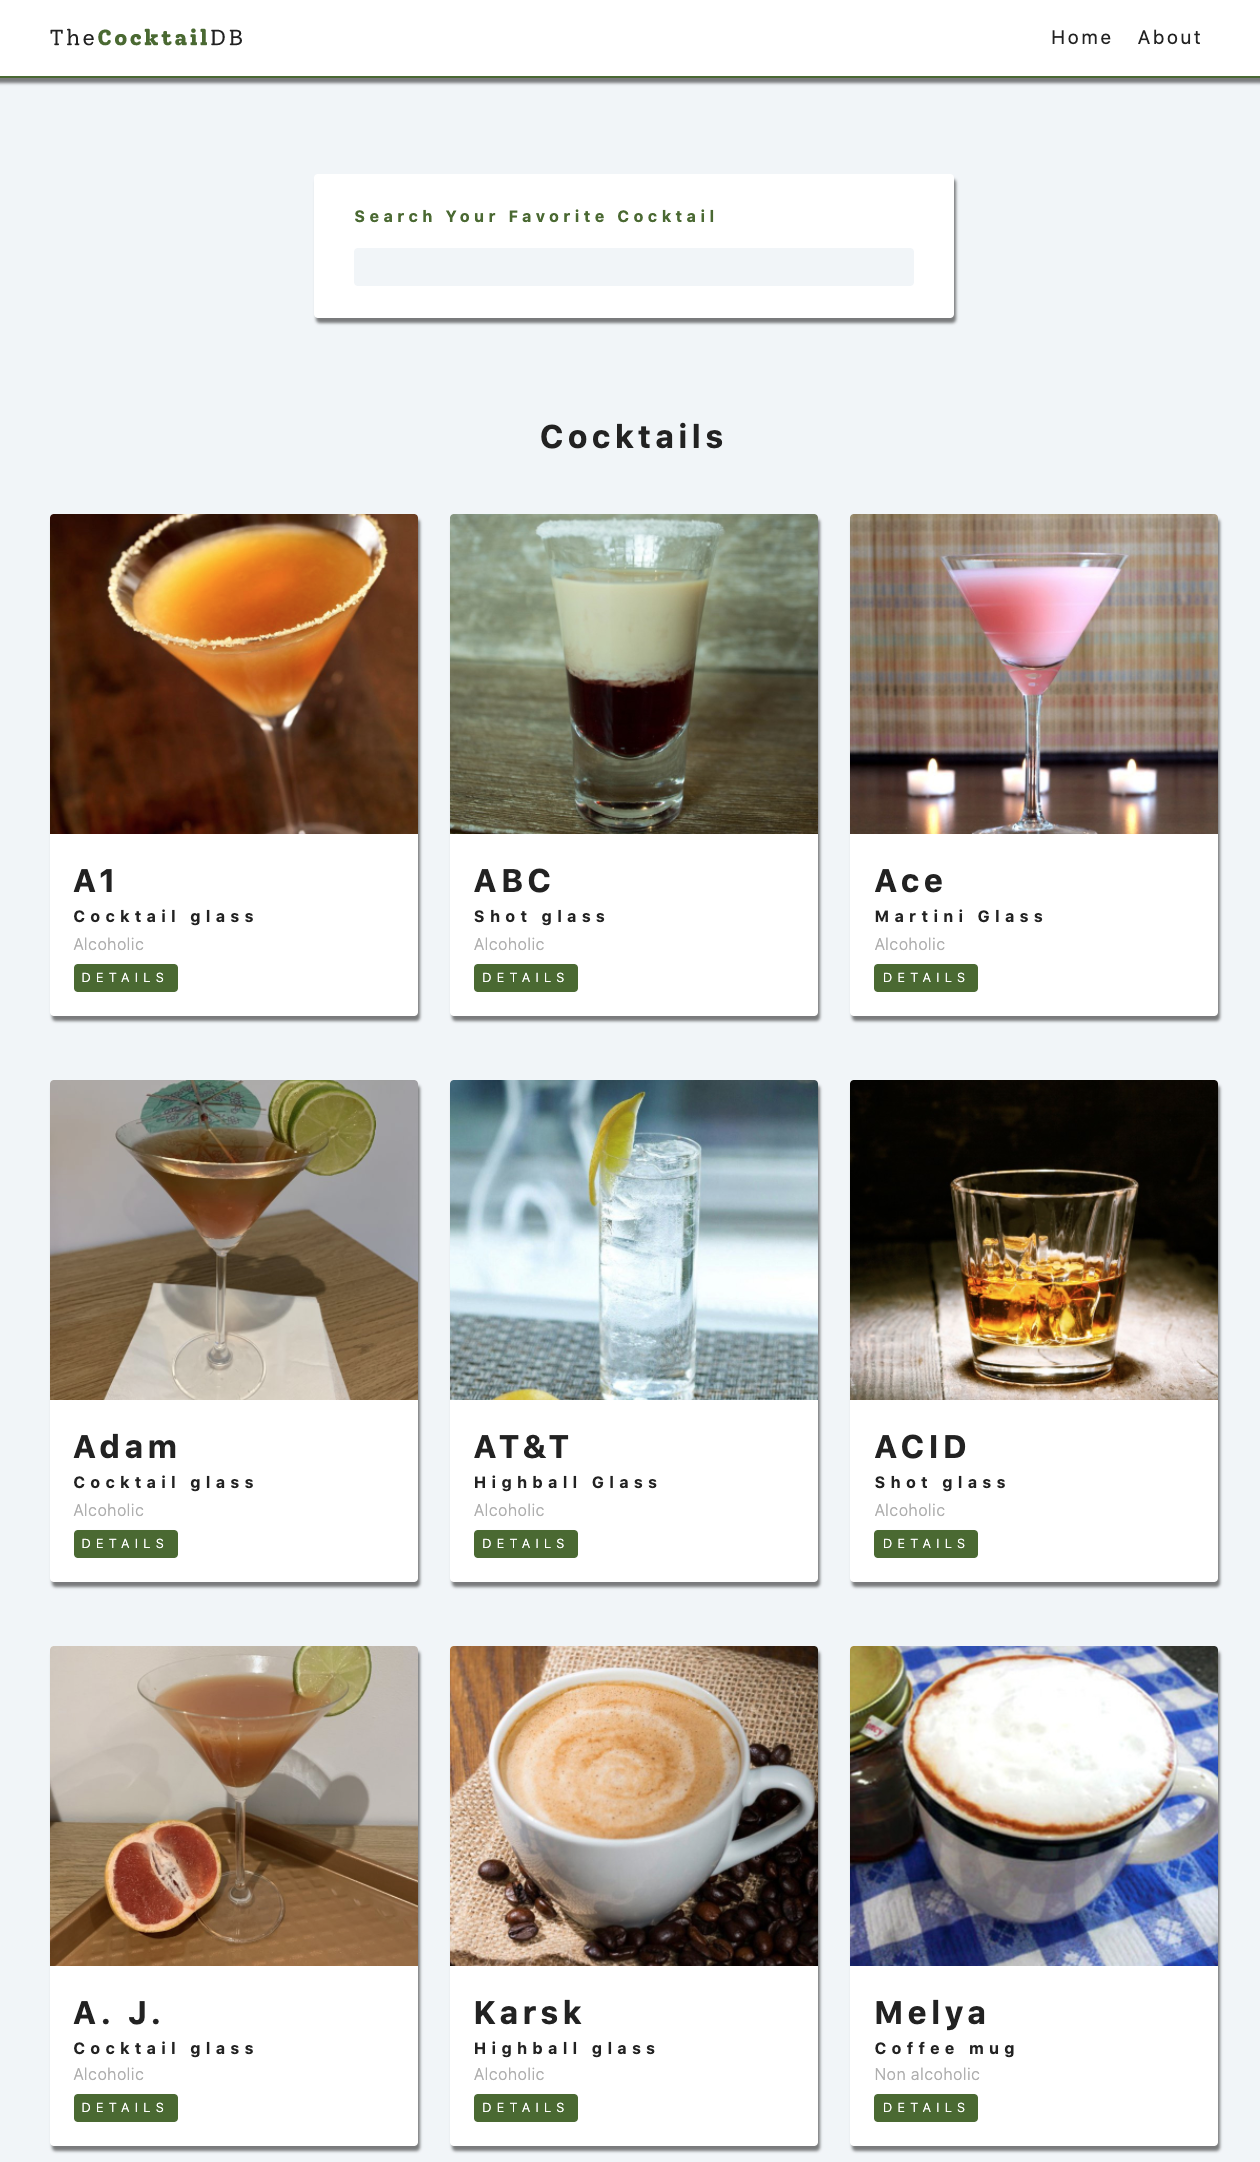 TheCocktailDB
Home About
Search Your Favorite Cocktail
Cocktails
A1
Cocktail glass
Alcoholic
DETAILS
ABC
Shot glass
Alcoholic
DETAILS
Ace
Martini Glass
Alcoholic
DETAILS
Adam
Cocktail glass
Alcoholic
DETAILS
AT&T
Highball Glass
Alcoholic
DETAILS
ACID
Shot glass
Alcoholic
DETAILS
A. J.
Cocktail glass
Alcoholic
DETAILS
Karsk
Highball glass
Alcoholic
DETAILS
Melya
Coffee mug
Non alcoholic
DETAILS